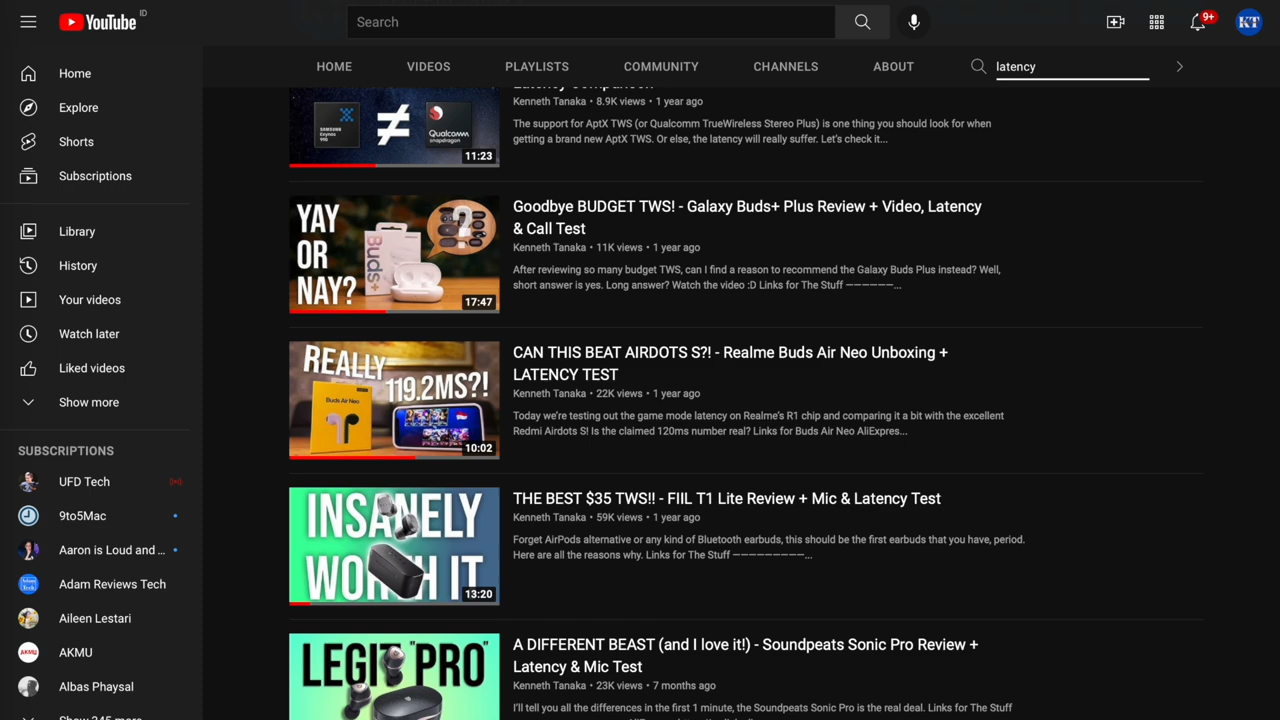 YouTube ID
Search
9+
KT
HOME VIDEOS PLAYLISTS COMMUNITY CHANNELS ABOUT latency
Home
Explore
Shorts
Subscriptions
Library
History
Your videos
Watch later
Liked videos
Show more
SUBSCRIPTIONS
UFD Tech
9to5Mac
Aaron is Loud and ...
Adam Reviews Tech
Aileen Lestari
AKMU
AKMU
Albas Phaysal
Show 245 more
SAMSUNG
Exynos
990
Qualcomm
snapdragon
11:23
Latency Comparison
Kenneth Tanaka • 8.9K views • 1 year ago
The support for AptX TWS (or Qualcomm TrueWireless Stereo Plus) is one thing you should look for when
getting a brand new AptX TWS. Or else, the latency will really suffer. Let's check it...
YAY
OR
NAY?
Buds+
17:47
Goodbye BUDGET TWS! - Galaxy Buds+ Plus Review + Video, Latency
& Call Test
Kenneth Tanaka • 11K views • 1 year ago
After reviewing so many budget TWS, can I find a reason to recommend the Galaxy Buds Plus instead? Well,
short answer is yes. Long answer? Watch the video :D Links for The Stuff ——————...
REALLY
119.2MS?!
Buds Air Neo
10:02
CAN THIS BEAT AIRDOTS S?! - Realme Buds Air Neo Unboxing +
LATENCY TEST
Kenneth Tanaka • 22K views • 1 year ago
Today we're testing out the game mode latency on Realme's R1 chip and comparing it a bit with the excellent
Redmi Airdots S! Is the claimed 120ms number real? Links for Buds Air Neo AliExpres...
INSANELY
WORTH IT
13:20
THE BEST $35 TWS!! - FIIL T1 Lite Review + Mic & Latency Test
Kenneth Tanaka • 59K views • 1 year ago
Forget AirPods alternative or any kind of Bluetooth earbuds, this should be the first earbuds that you have, period.
Here are all the reasons why. Links for The Stuff ——————————...
LEGIT "PRO"
A DIFFERENT BEAST (and I love it!) - Soundpeats Sonic Pro Review +
Latency & Mic Test
Kenneth Tanaka • 23K views • 7 months ago
I'll tell you all the differences in the first 1 minute, the Soundpeats Sonic Pro is the real deal. Links for The Stuff